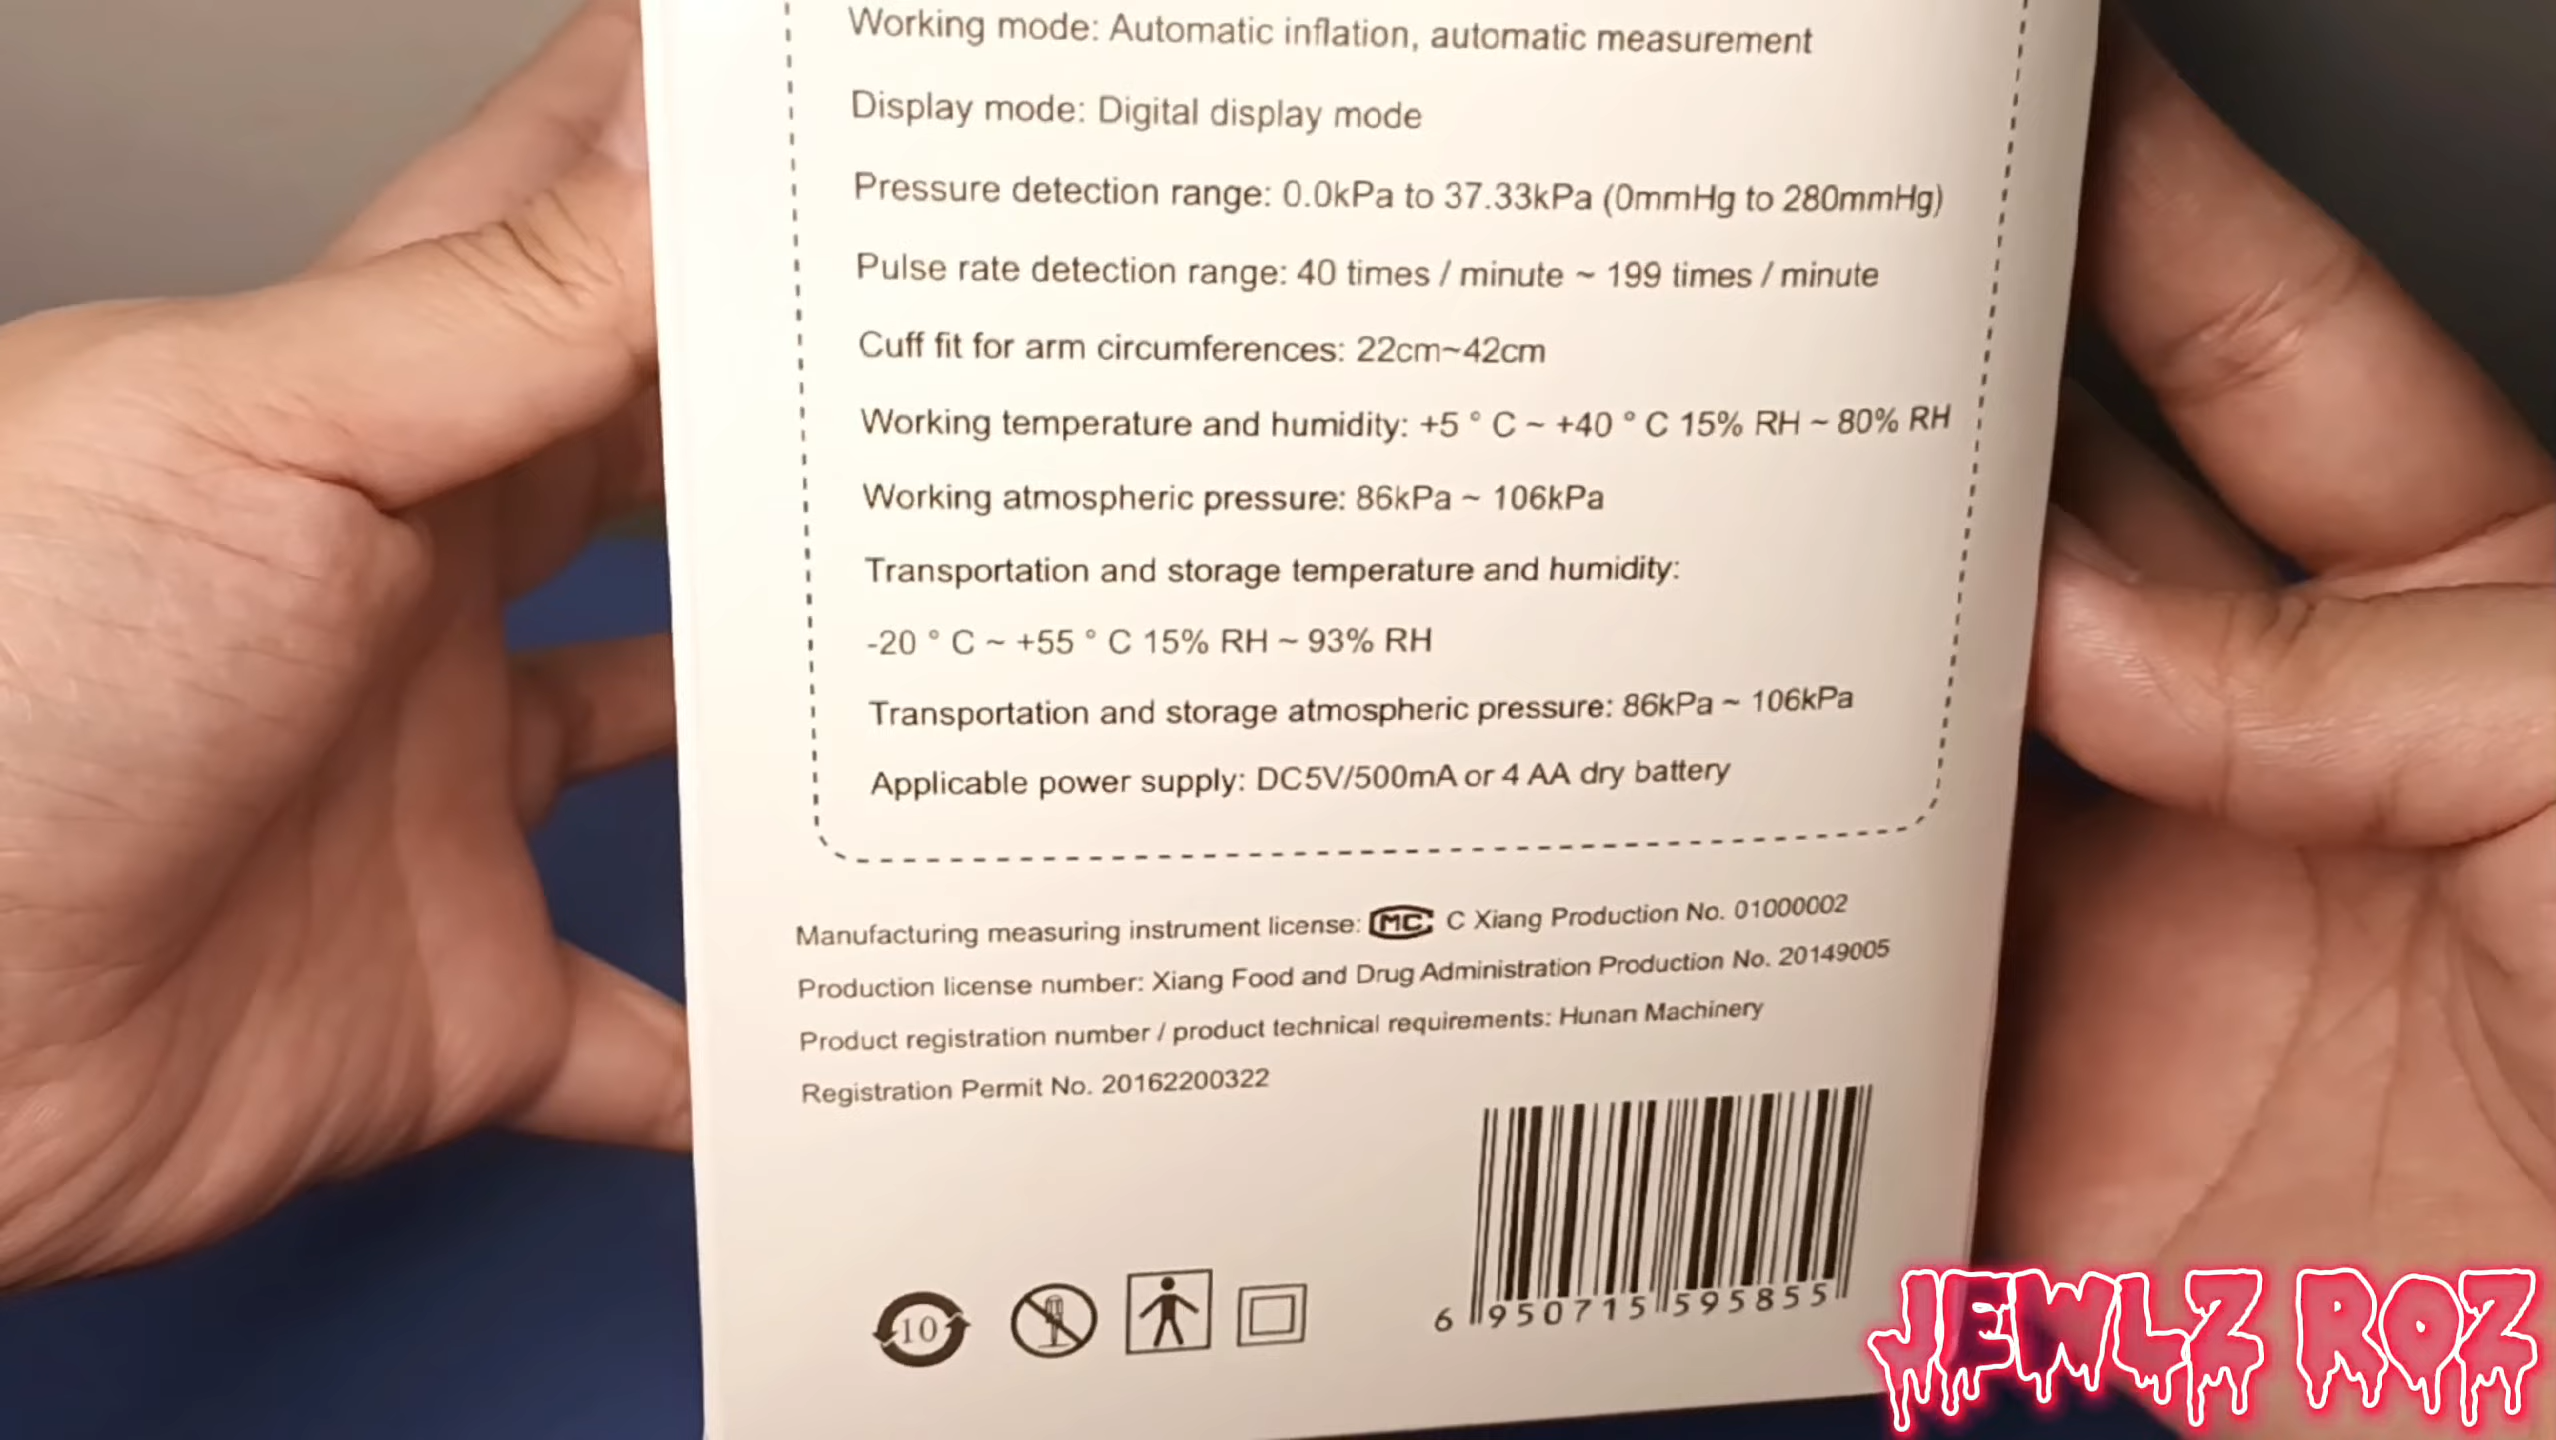 Working mode: Automatic inflation, automatic measurement
Display mode: Digital display mode
Pressure detection range: 0.0kPa to 37.33kPa (0mmHg to 280mmHg)
Pulse rate detection range: 40 times / minute ~ 199 times / minute
Cuff fit for arm circumferences: 22cm~42cm
Working temperature and humidity: +5 ° C ~ +40 ° C 15% RH ~ 80% RH
Working atmospheric pressure: 86kPa ~ 106kPa
Transportation and storage temperature and humidity:
-20 ° C ~ +55 ° C 15% RH ~ 93% RH
Transportation and storage atmospheric pressure: 86kPa ~ 106kPa
Applicable power supply: DC5V/500mA or 4 AA dry battery
Manufacturing measuring instrument license: MC C Xiang Production No. 01000002
Production license number: Xiang Food and Drug Administration Production No. 20149005
Product registration number / product technical requirements: Hunan Machinery
Registration Permit No. 20162200322
10
6 950715 595855
JEWLZ ROZ